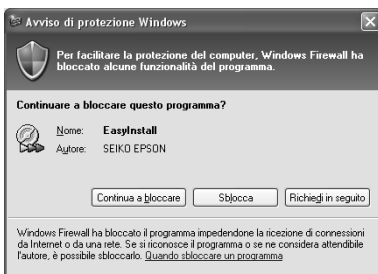 Avviso di protezione Windows
Per facilitare la protezione del computer, Windows Firewall ha
bloccato alcune funzionalità del programma.
Continuare a bloccare questo programma?
Nome: EasyInstall
Autore: SEIKO EPSON
Continua a bloccare Sblocca Richiedi in seguito
Windows Firewall ha bloccato il programma impedendone la ricezione di connessioni
da Internet o da una rete. Se si riconosce il programma o se ne considera attendibile
l'autore, è possibile sbloccarlo. Quando sbloccare un programma